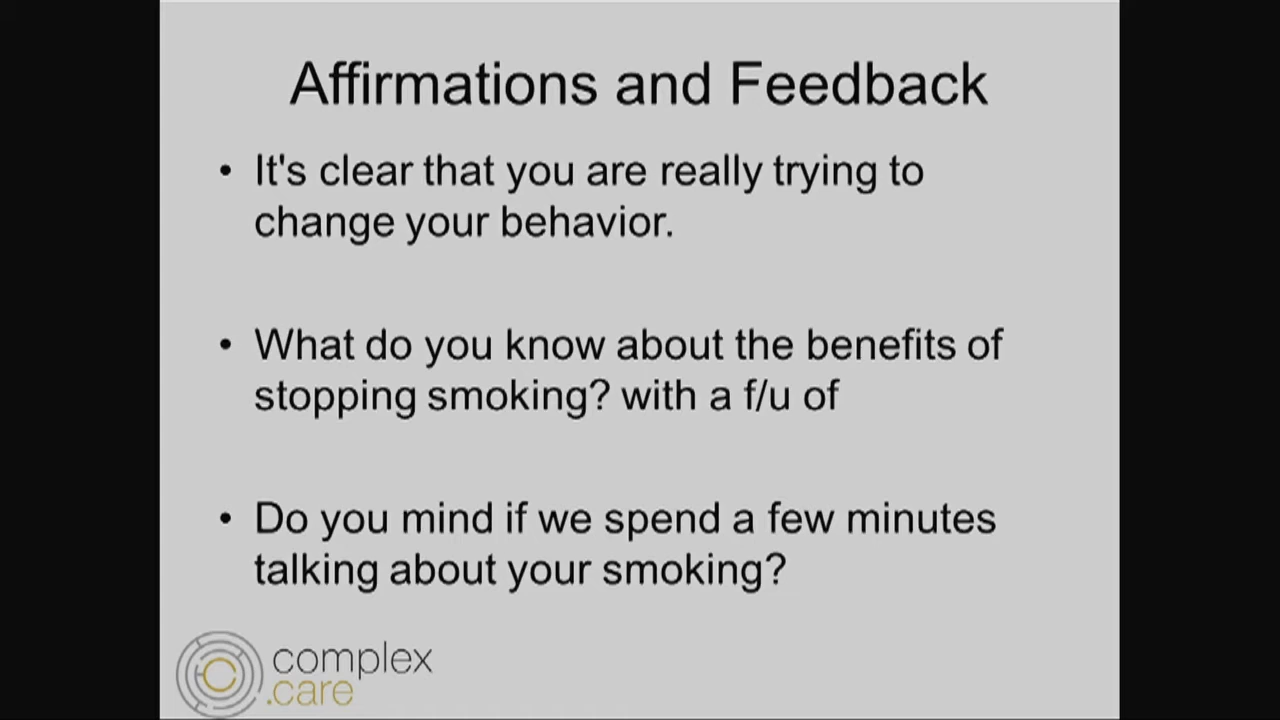 Affirmations and Feedback
• It's clear that you are really trying to
change your behavior.
• What do you know about the benefits of
stopping smoking? with a f/u of
• Do you mind if we spend a few minutes
talking about your smoking?
complex
.care